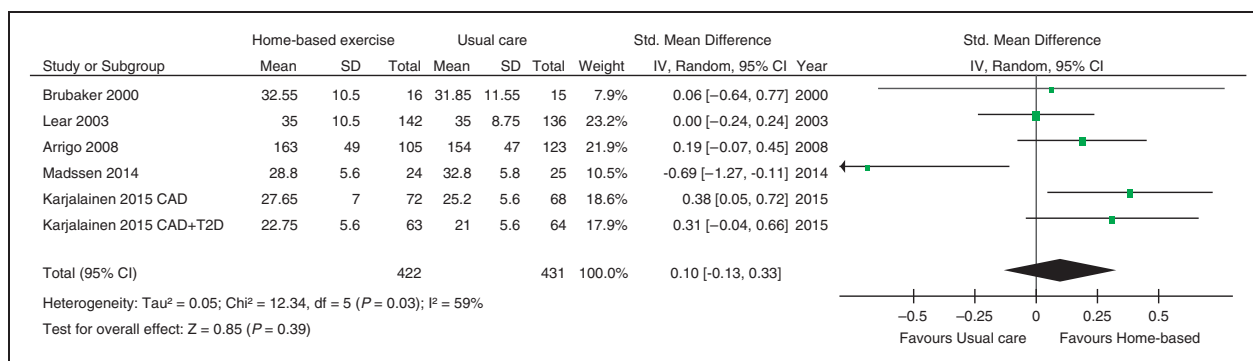 Home-based exercise Usual care Std. Mean Difference Std. Mean Difference
Study or Subgroup Mean SD Total Mean SD Total Weight IV, Random, 95% CI Year IV, Random, 95% CI
Brubaker 2000 32.55 10.5 16 31.85 11.55 15 7.9% 0.06 [−0.64, 0.77] 2000
Lear 2003 35 10.5 142 35 8.75 136 23.2% 0.00 [−0.24, 0.24] 2003
Arrigo 2008 163 49 105 154 47 123 21.9% 0.19 [−0.07, 0.45] 2008
Madssen 2014 28.8 5.6 24 32.8 5.8 25 10.5% -0.69 [−1.27, −0.11] 2014
Karjalainen 2015 CAD 27.65 7 72 25.2 5.6 68 18.6% 0.38 [0.05, 0.72] 2015
Karjalainen 2015 CAD+T2D 22.75 5.6 63 21 5.6 64 17.9% 0.31 [−0.04, 0.66] 2015
Total (95% CI) 422 431 100.0% 0.10 [-0.13, 0.33]
Heterogeneity: Tau² = 0.05; Chi² = 12.34, df = 5 (P = 0.03); I² = 59%
Test for overall effect: Z = 0.85 (P = 0.39)
−0.5 −0.25 0 0.25 0.5
Favours Usual care Favours Home-based